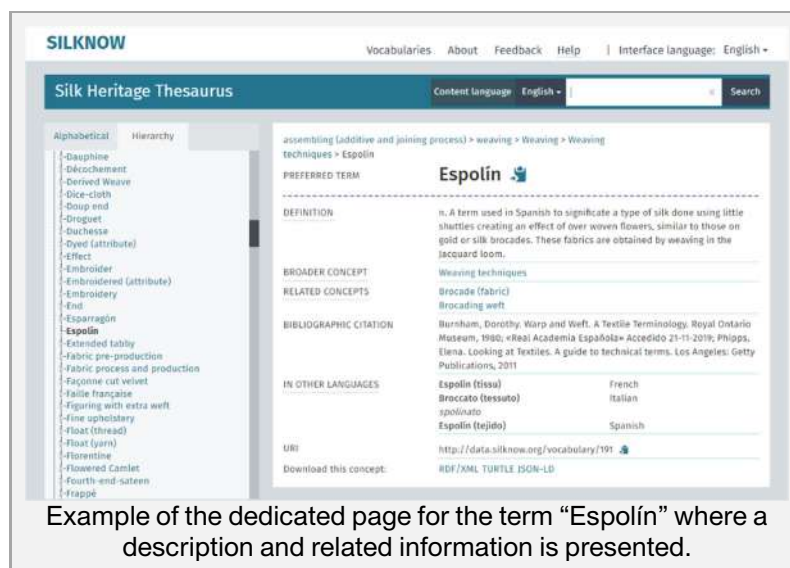 SILKNOW
Vocabularies About Feedback Help | Interface language: English
Silk Heritage Thesaurus
Content language English
Search
Alphabetical Hierarchy
-Dauphine
-Décochement
-Derived Weave
-Dice-cloth
-Doup end
-Droguet
-Duchesse
-Dyed (attribute)
-Effect
-Embroider
-Embroidered (attribute)
-Embroidery
-End
-Esparragón
-Espolín
-Extended tabby
-Fabric pre-production
-Fabric process and production
-Façonne cut velvet
-Faille française
-Figuring with extra weft
-Fine upholstery
-Float (thread)
-Float (yarn)
-Florentine
-Flowered Camlet
-Fourth-end-sateen
-Frappé
assembling (additive and joining process) > weaving > Weaving > Weaving
techniques > Espolín
PREFERRED TERM Espolín
DEFINITION n. A term used in Spanish to significate a type of silk done using little
shuttles creating an effect of over woven flowers, similar to those on
gold or silk brocades. These fabrics are obtained by weaving in the
Jacquard loom.
BROADER CONCEPT Weaving techniques
RELATED CONCEPTS Brocade (fabric)
Brocading weft
BIBLIOGRAPHIC CITATION Burnham, Dorothy. Warp and Weft. A Textile Terminology. Royal Ontario
Museum, 1980; «Real Academia Española» Accedido 21-11-2019; Phipps,
Elena. Looking at Textiles. A guide to technical terms. Los Angeles: Getty
Publications, 2011
IN OTHER LANGUAGES Espolin (tissu) French
Broccato (tessuto) Italian
spolinato
Espolín (tejido) Spanish
URI http://data.silknow.org/vocabulary/191
Download this concept: RDF/XML TURTLE JSON-LD
Example of the dedicated page for the term “Espolín” where a
description and related information is presented.